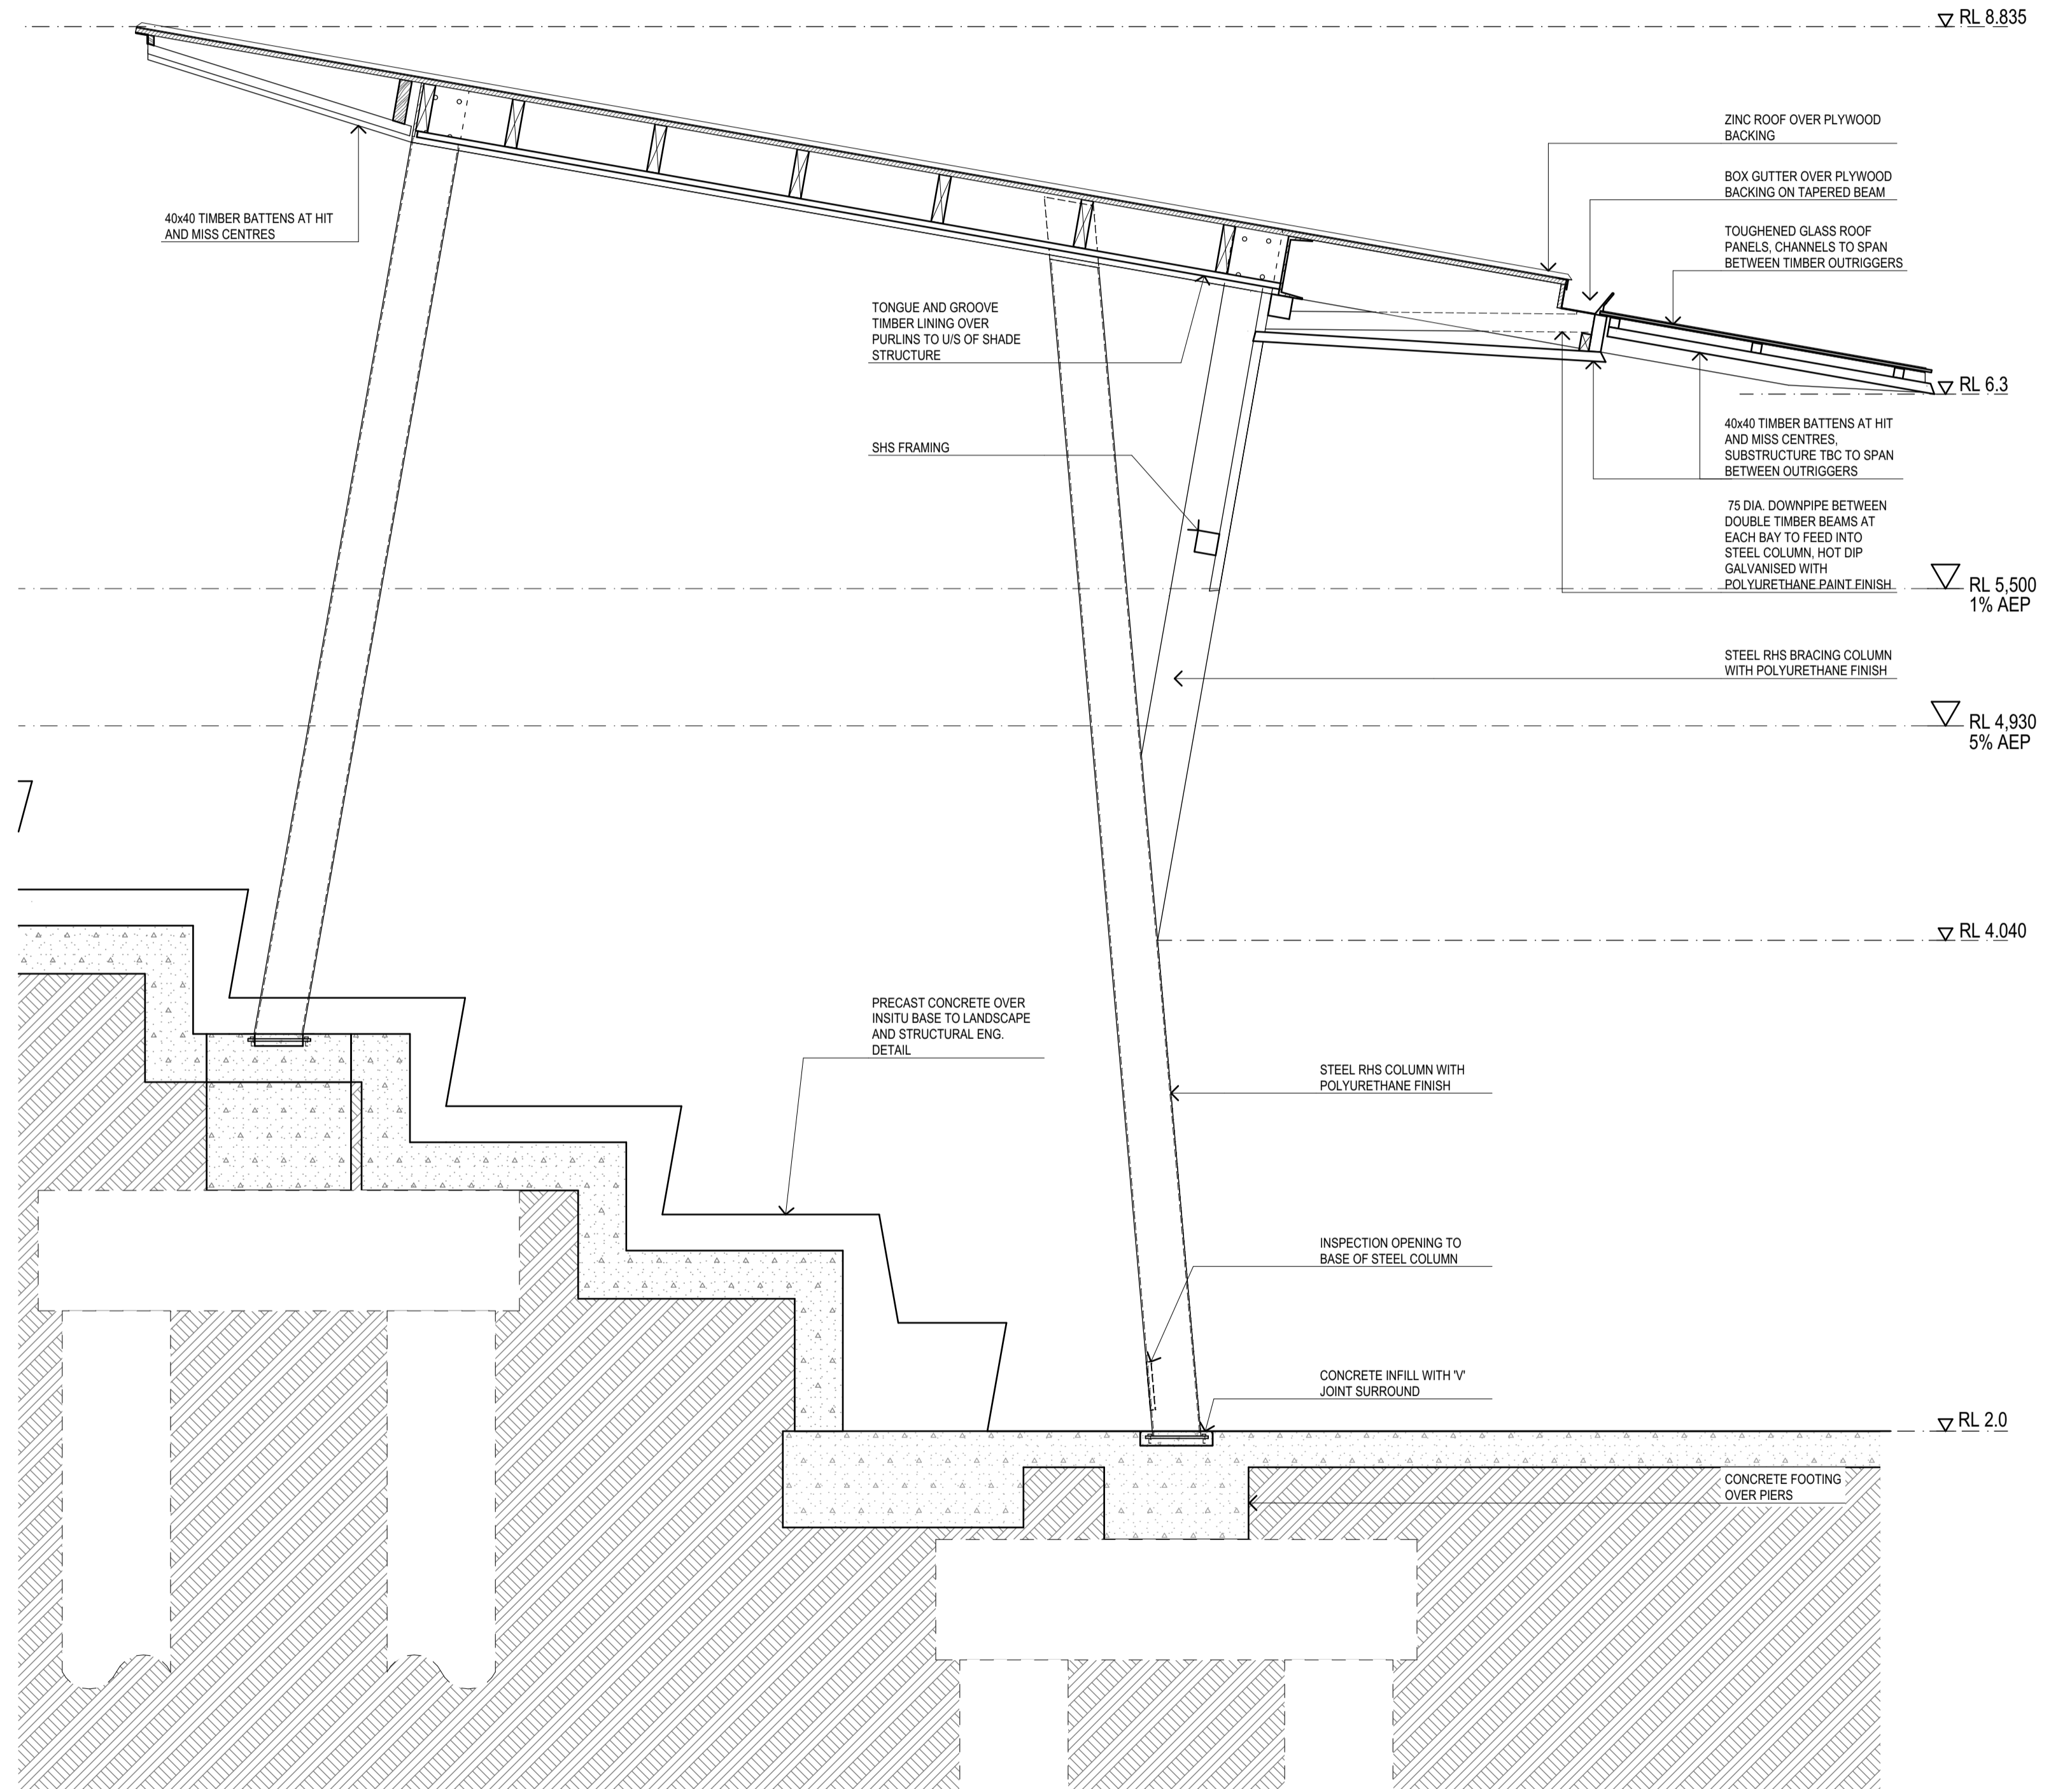 RL 8.835
ZINC ROOF OVER PLYWOOD
BACKING
BOX GUTTER OVER PLYWOOD
BACKING ON TAPERED BEAM
TOUGHENED GLASS ROOF
PANELS, CHANNELS TO SPAN
BETWEEN TIMBER OUTRIGGERS
40x40 TIMBER BATTENS AT HIT
AND MISS CENTRES
TONGUE AND GROOVE
TIMBER LINING OVER
PURLINS TO U/S OF SHADE
STRUCTURE
RL 6.3
40x40 TIMBER BATTENS AT HIT
AND MISS CENTRES,
SUBSTRUCTURE TBC TO SPAN
BETWEEN OUTRIGGERS
SHS FRAMING
75 DIA. DOWNPIPE BETWEEN
DOUBLE TIMBER BEAMS AT
EACH BAY TO FEED INTO
STEEL COLUMN, HOT DIP
GALVANISED WITH
POLYURETHANE PAINT FINISH
RL 5,500
1% AEP
STEEL RHS BRACING COLUMN
WITH POLYURETHANE FINISH
RL 4,930
5% AEP
RL 4.040
PRECAST CONCRETE OVER
INSITU BASE TO LANDSCAPE
AND STRUCTURAL ENG.
DETAIL
STEEL RHS COLUMN WITH
POLYURETHANE FINISH
INSPECTION OPENING TO
BASE OF STEEL COLUMN
CONCRETE INFILL WITH 'V'
JOINT SURROUND
RL 2.0
CONCRETE FOOTING
OVER PIERS